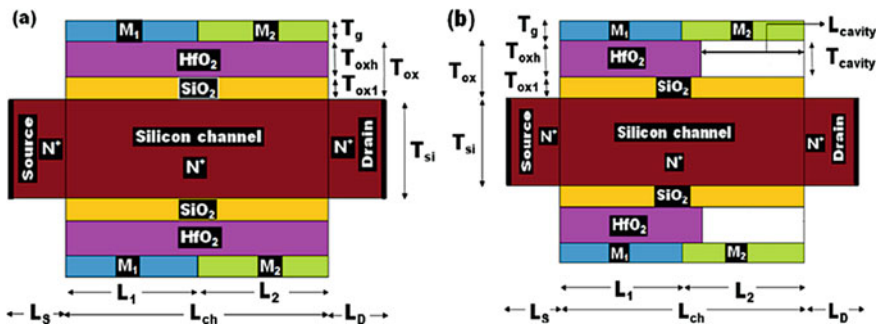 (a)
M1 M2
Tg
HfO2
Toxh
Tox
SiO2
Tox1
Source
N+
Silicon channel
N+
N+
Drain
Tsi
SiO2
HfO2
M1 M2
L1 L2
LS Lch LD
(b)
Tg
M1 M2
Lcavity
Tox
Toxh
HfO2
Tcavity
Tox1
SiO2
Tsi
Source
N+
Silicon channel
N+
N+
Drain
SiO2
HfO2
M1 M2
L1 L2
LS Lch LD